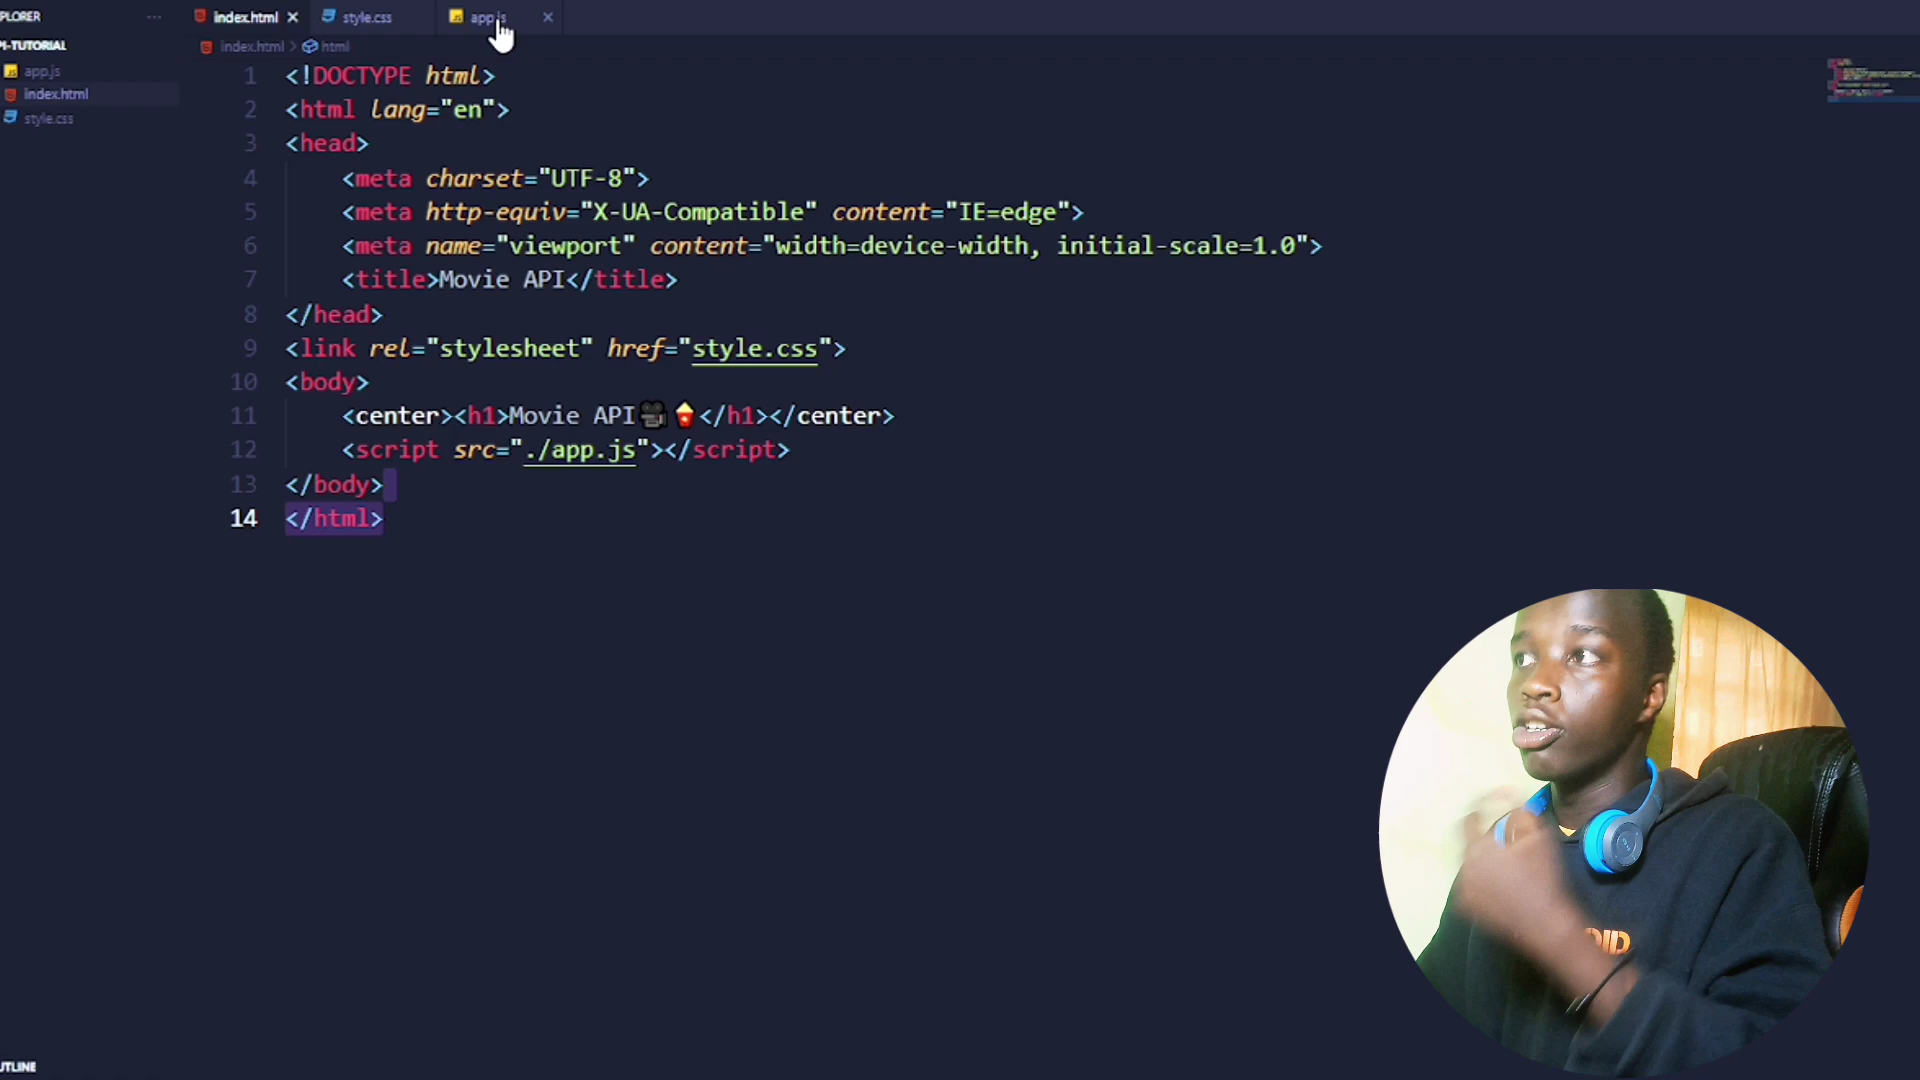 PLORER ···
index.html × style.css app.js ×
PI-TUTORIAL
index.html > html
app.js
index.html
style.css
1 <!DOCTYPE html>
2 <html lang="en">
3 <head>
4 <meta charset="UTF-8">
5 <meta http-equiv="X-UA-Compatible" content="IE=edge">
6 <meta name="viewport" content="width=device-width, initial-scale=1.0">
7 <title>Movie API</title>
8 </head>
9 <link rel="stylesheet" href="style.css">
10 <body>
11 <center><h1>Movie API🎥🍿</h1></center>
12 <script src="./app.js"></script>
13 </body>
14 </html>
OID
UTLINE